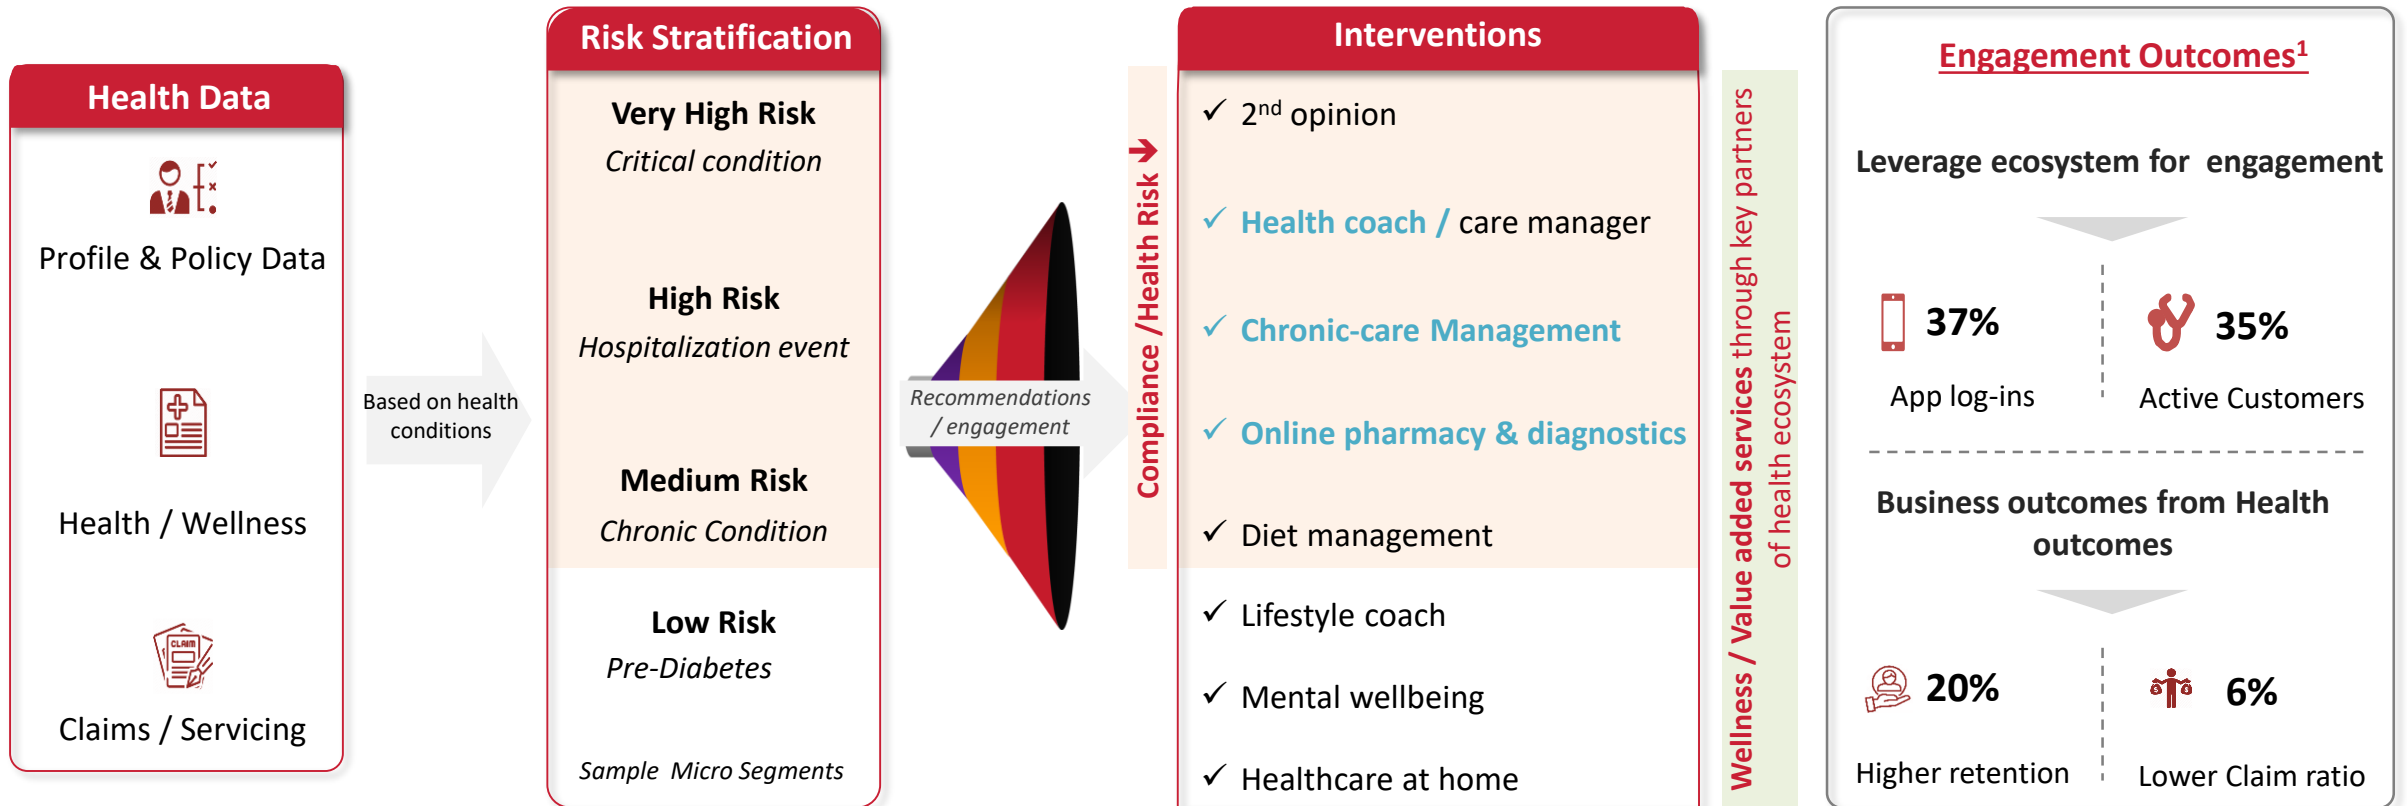 Health Data
Profile & Policy Data
Health / Wellness
CLAIM
Claims / Servicing
Based on health
conditions
Risk Stratification
Very High Risk
Critical condition
High Risk
Hospitalization event
Medium Risk
Chronic Condition
Low Risk
Pre-Diabetes
Sample Micro Segments
Recommendations
/ engagement
Compliance /Health Risk →
Interventions
✓ 2nd opinion
✓ Health coach / care manager
✓ Chronic-care Management
✓ Online pharmacy & diagnostics
✓ Diet management
✓ Lifestyle coach
✓ Mental wellbeing
✓ Healthcare at home
Wellness / Value added services through key partners
of health ecosystem
Engagement Outcomes1
Leverage ecosystem for engagement
37%
App log-ins
35%
Active Customers
Business outcomes from Health
outcomes
20%
Higher retention
6%
Lower Claim ratio